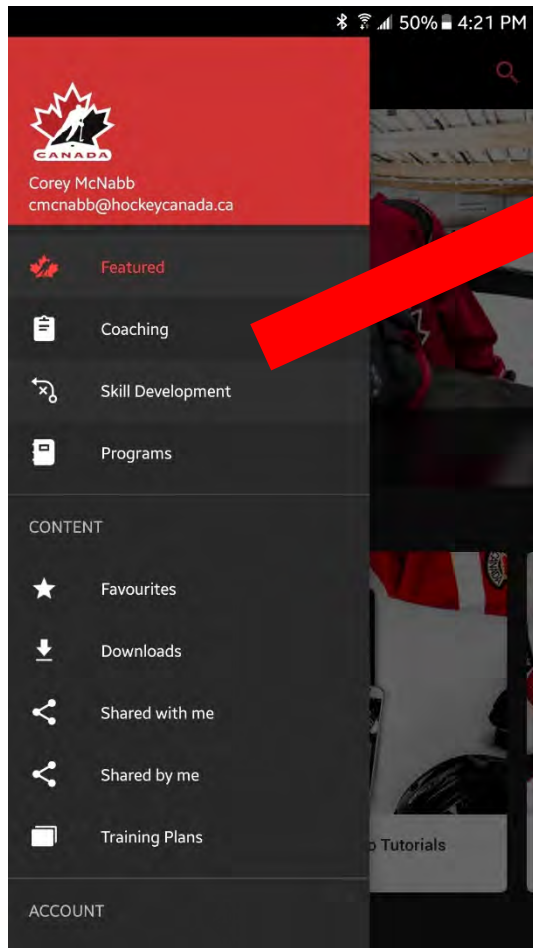 50% 4:21 PM
CANADA
Corey McNabb
cmcnabb@hockeycanada.ca
Featured
Coaching
Skill Development
Programs
CONTENT
Favourites
Downloads
Shared with me
Shared by me
Training Plans
Tutorials
ACCOUNT